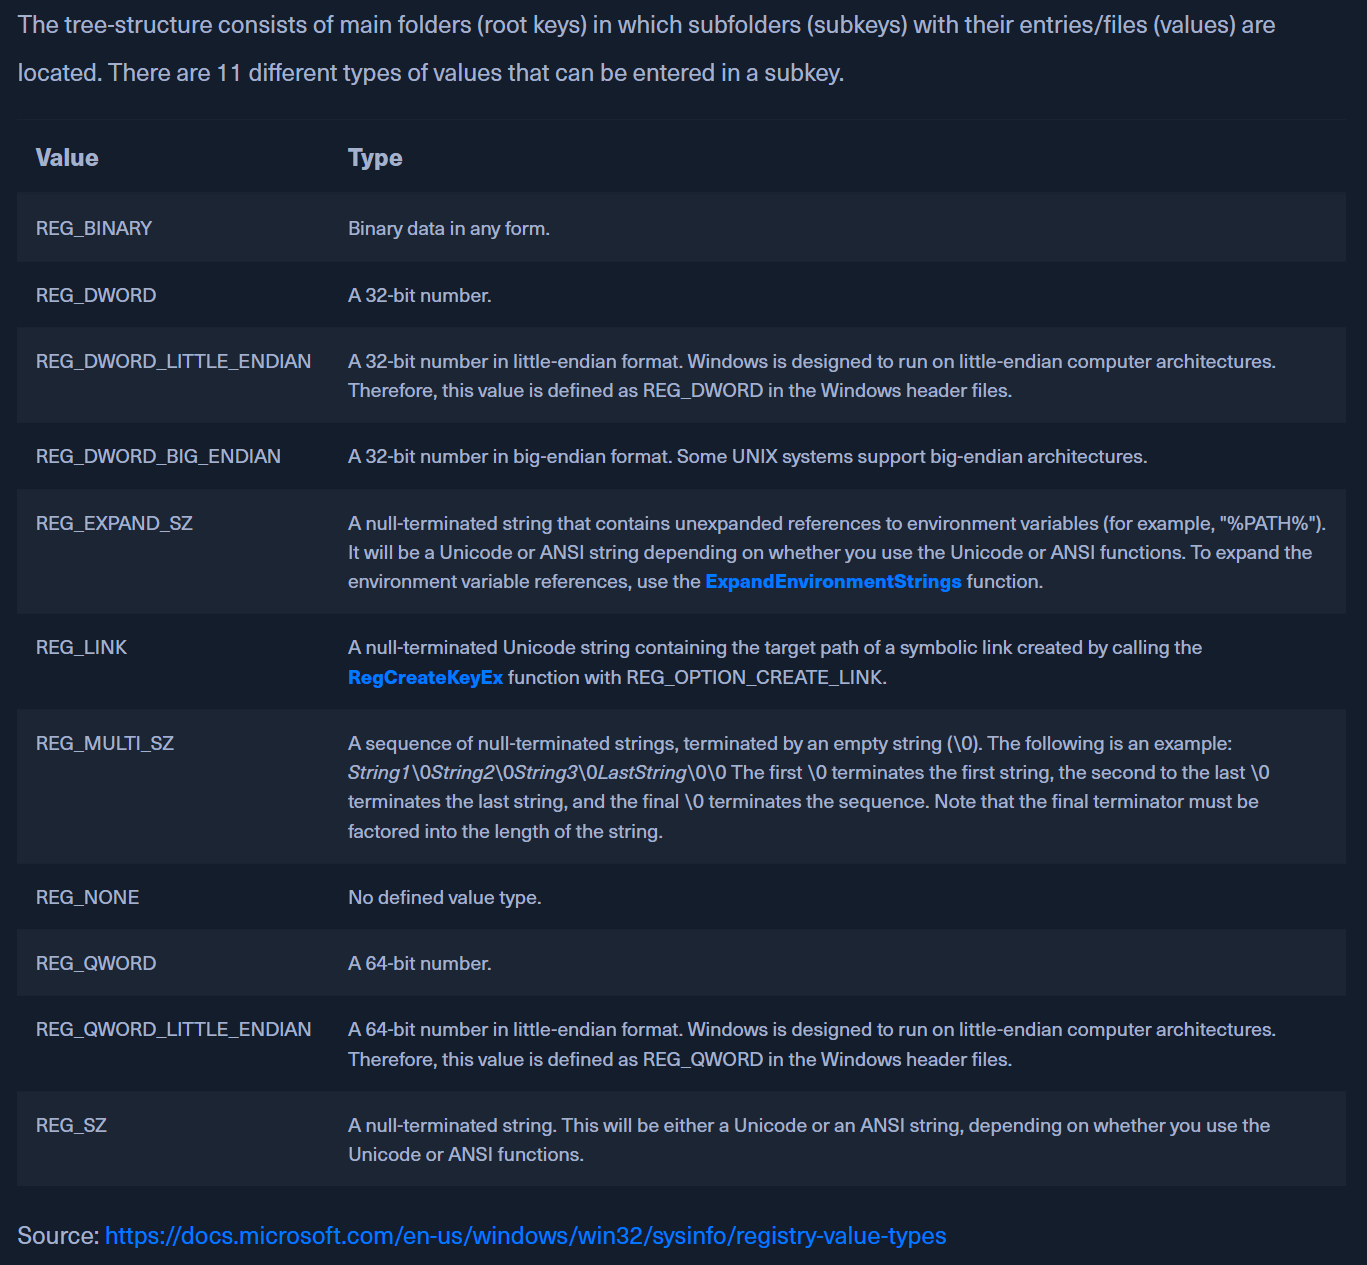 The tree-structure consists of main folders (root keys) in which subfolders (subkeys) with their entries/files (values) are
located. There are 11 different types of values that can be entered in a subkey.
Value Type
REG_BINARY Binary data in any form.
REG_DWORD A 32-bit number.
REG_DWORD_LITTLE_ENDIAN A 32-bit number in little-endian format. Windows is designed to run on little-endian computer architectures.
Therefore, this value is defined as REG_DWORD in the Windows header files.
REG_DWORD_BIG_ENDIAN A 32-bit number in big-endian format. Some UNIX systems support big-endian architectures.
REG_EXPAND_SZ A null-terminated string that contains unexpanded references to environment variables (for example, "%PATH%").
It will be a Unicode or ANSI string depending on whether you use the Unicode or ANSI functions. To expand the
environment variable references, use the ExpandEnvironmentStrings function.
REG_LINK A null-terminated Unicode string containing the target path of a symbolic link created by calling the
RegCreateKeyEx function with REG_OPTION_CREATE_LINK.
REG_MULTI_SZ A sequence of null-terminated strings, terminated by an empty string (\0). The following is an example:
String1\0String2\0String3\0LastString\0\0 The first \0 terminates the first string, the second to the last \0
terminates the last string, and the final \0 terminates the sequence. Note that the final terminator must be
factored into the length of the string.
REG_NONE No defined value type.
REG_QWORD A 64-bit number.
REG_QWORD_LITTLE_ENDIAN A 64-bit number in little-endian format. Windows is designed to run on little-endian computer architectures.
Therefore, this value is defined as REG_QWORD in the Windows header files.
REG_SZ A null-terminated string. This will be either a Unicode or an ANSI string, depending on whether you use the
Unicode or ANSI functions.
Source: https://docs.microsoft.com/en-us/windows/win32/sysinfo/registry-value-types